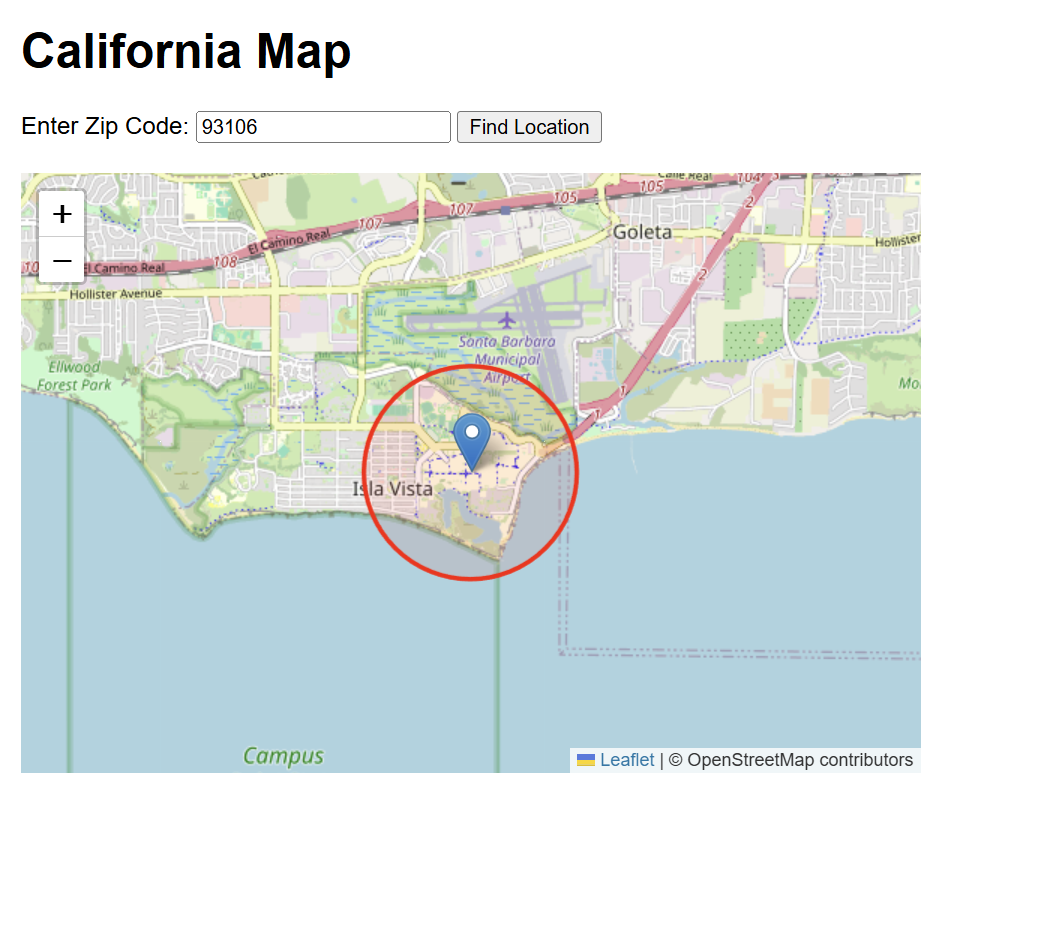 California Map
Enter Zip Code: 93106 Find Location
+
−
Calle Real
105
104
2
107
107
105
El Camino Real
Goleta
Hollister
108
El Camino Real
2
Hollister Avenue
Santa Barbara
Municipal
Airport
Ellwood
Forest Park
1
1
Mo
Isla Vista
Campus
Leaflet | © OpenStreetMap contributors